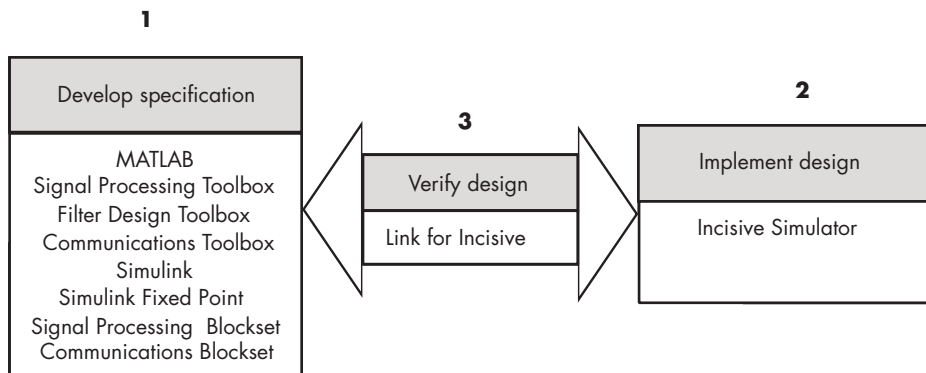 1
Develop specification
MATLAB
Signal Processing Toolbox
Filter Design Toolbox
Communications Toolbox
Simulink
Simulink Fixed Point
Signal Processing Blockset
Communications Blockset
3
Verify design
Link for Incisive
2
Implement design
Incisive Simulator